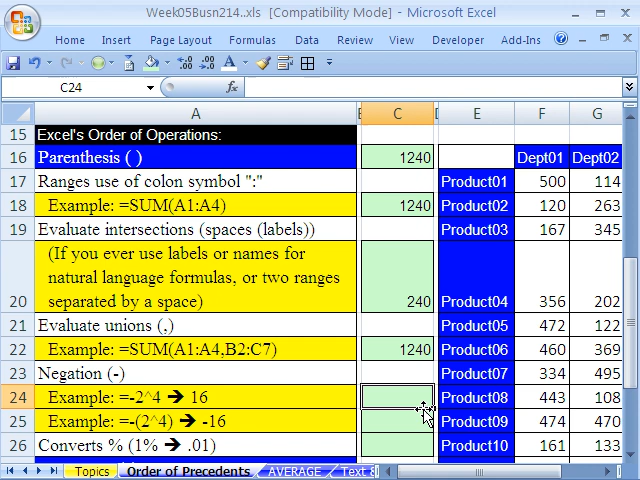 Week05Busn214..xls [Compatibility Mode] - Microsoft Excel
Home Insert Page Layout Formulas Data Review View Developer Add-Ins
C24 fx
A C E F G
15 Excel's Order of Operations:
16 Parenthesis ( ) 1240 Dept01 Dept02
17 Ranges use of colon symbol ":" Product01 500 114
18 Example: =SUM(A1:A4) 1240 Product02 120 263
19 Evaluate intersections (spaces (labels)) Product03 167 345
(If you ever use labels or names for
natural language formulas, or two ranges
20 separated by a space) 240 Product04 356 202
21 Evaluate unions (,) Product05 472 122
22 Example: =SUM(A1:A4,B2:C7) 1240 Product06 460 369
23 Negation (-) Product07 334 495
24 Example: =-2^4 ➔ 16 Product08 443 108
25 Example: =-(2^4) ➔ -16 Product09 474 470
26 Converts % (1% ➔ .01) Product10 161 133
Topics Order of Precedents AVERAGE Text